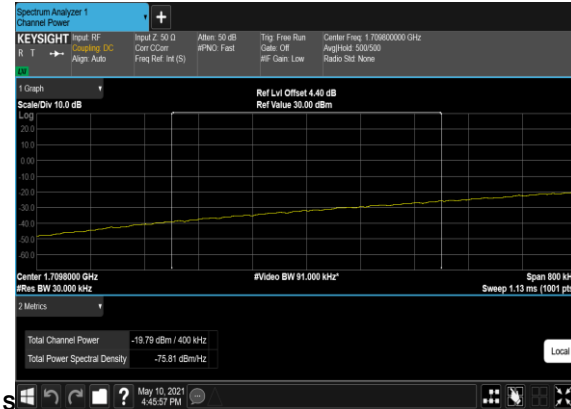 Spectrum Analyzer 1
Channel Power
+
KEYSIGHT Input: RF Input Z: 50 Ω Atten: 50 dB Trig: Free Run Center Freq: 1.709800000 GHz
R T Coupling: DC Corr CCorr #PNO: Fast Gate: Off Avg|Hold: 500/500
Align: Auto Freq Ref: Int (S) #IF Gain: Low Radio Std: None
1 Graph
Ref Lvl Offset 4.40 dB
Scale/Div 10.0 dB Ref Value 30.00 dBm
Log
20.0
10.0
0.00
-10.0
-20.0
-30.0
-40.0
-50.0
-60.0
Center 1.7098000 GHz #Video BW 91.000 kHz* Span 800 kH
#Res BW 30.000 kHz Sweep 1.13 ms (1001 pts
2 Metrics
Total Channel Power -19.79 dBm / 400 kHz
Total Power Spectral Density -75.81 dBm/Hz
Local
S ? May 10, 2021
4:45:57 PM